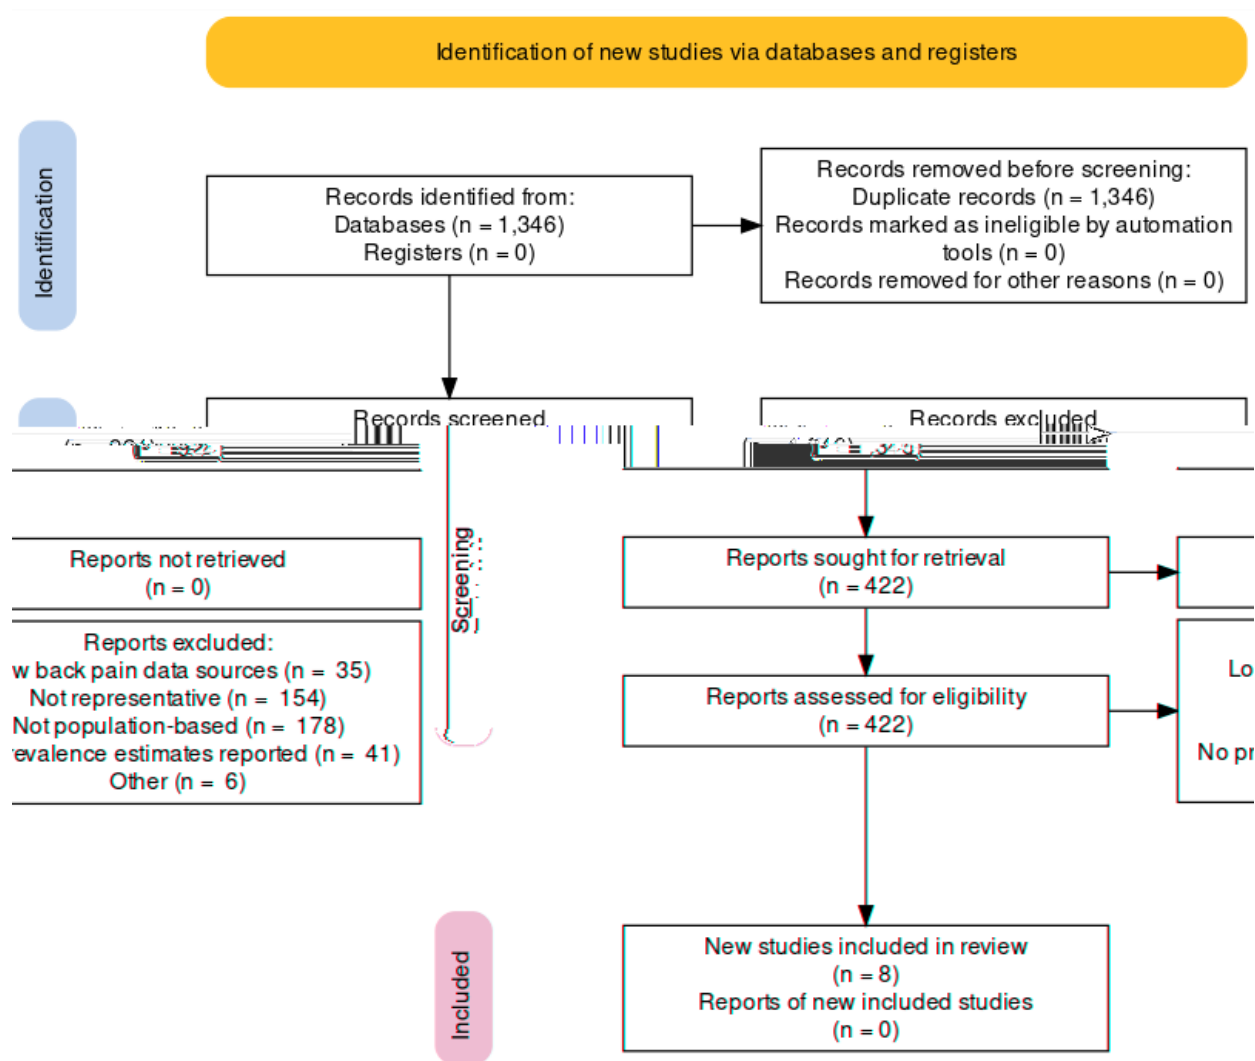 Identification of new studies via databases and registers
Identification
Records identified from:
Databases (n = 1,346)
Registers (n = 0)
Records removed before screening:
Duplicate records (n = 1,346)
Records marked as ineligible by automation
tools (n = 0)
Records removed for other reasons (n = 0)
Records screened
Records excluded
Screening
Reports not retrieved
(n = 0)
Reports sought for retrieval
(n = 422)
Reports excluded:
w back pain data sources (n = 35)
Not representative (n = 154)
Not population-based (n = 178)
evalence estimates reported (n = 41)
Other (n = 6)
Reports assessed for eligibility
(n = 422)
Lo
No pr
Included
New studies included in review
(n = 8)
Reports of new included studies
(n = 0)